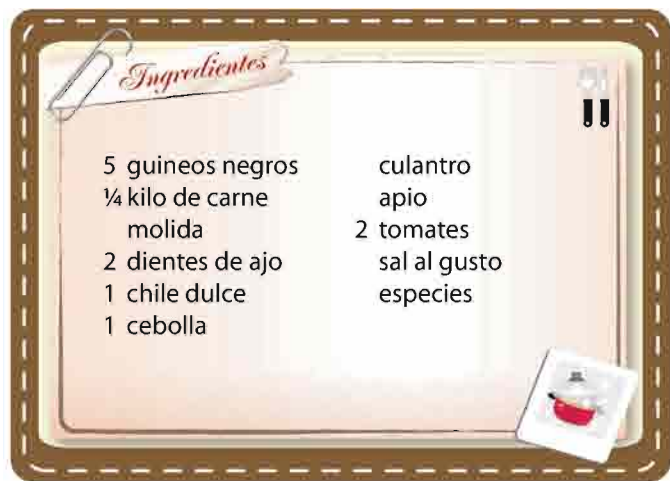 Ingredientes
5 guineos negros
¼ kilo de carne
molida
2 dientes de ajo
1 chile dulce
1 cebolla
culantro
apio
2 tomates
sal al gusto
especies